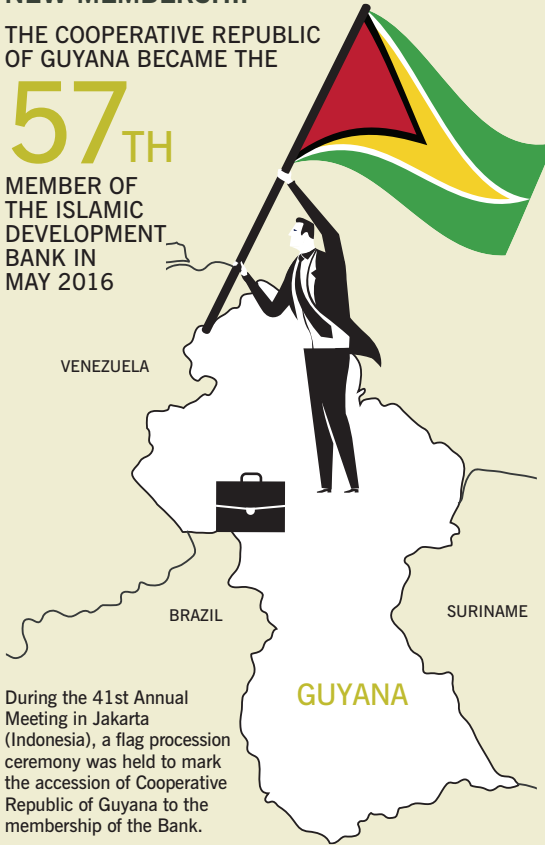 NEW MEMBERSHIP
THE COOPERATIVE REPUBLIC
OF GUYANA BECAME THE
57TH
MEMBER OF
THE ISLAMIC
DEVELOPMENT
BANK IN
MAY 2016
VENEZUELA
BRAZIL
SURINAME
GUYANA
During the 41st Annual
Meeting in Jakarta
(Indonesia), a flag procession
ceremony was held to mark
the accession of Cooperative
Republic of Guyana to the
membership of the Bank.